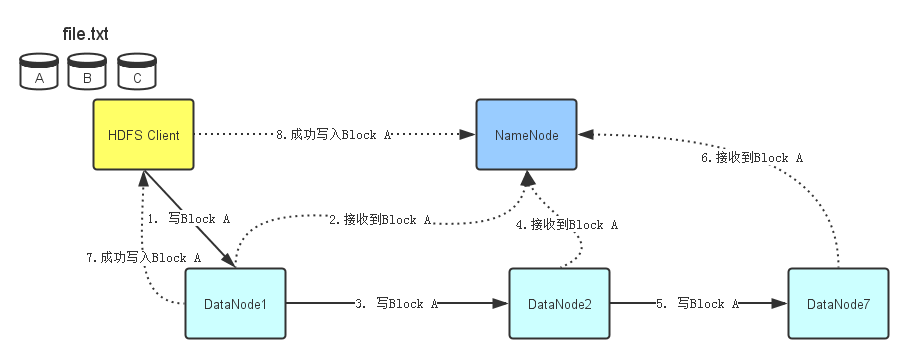 file.txt
A B C
HDFS Client
8.成功写入Block A
NameNode
6.接收到Block A
1. 写Block A
2.接收到Block A
4.接收到Block A
7.成功写入Block A
DataNode1
3. 写Block A
DataNode2
5. 写Block A
DataNode7